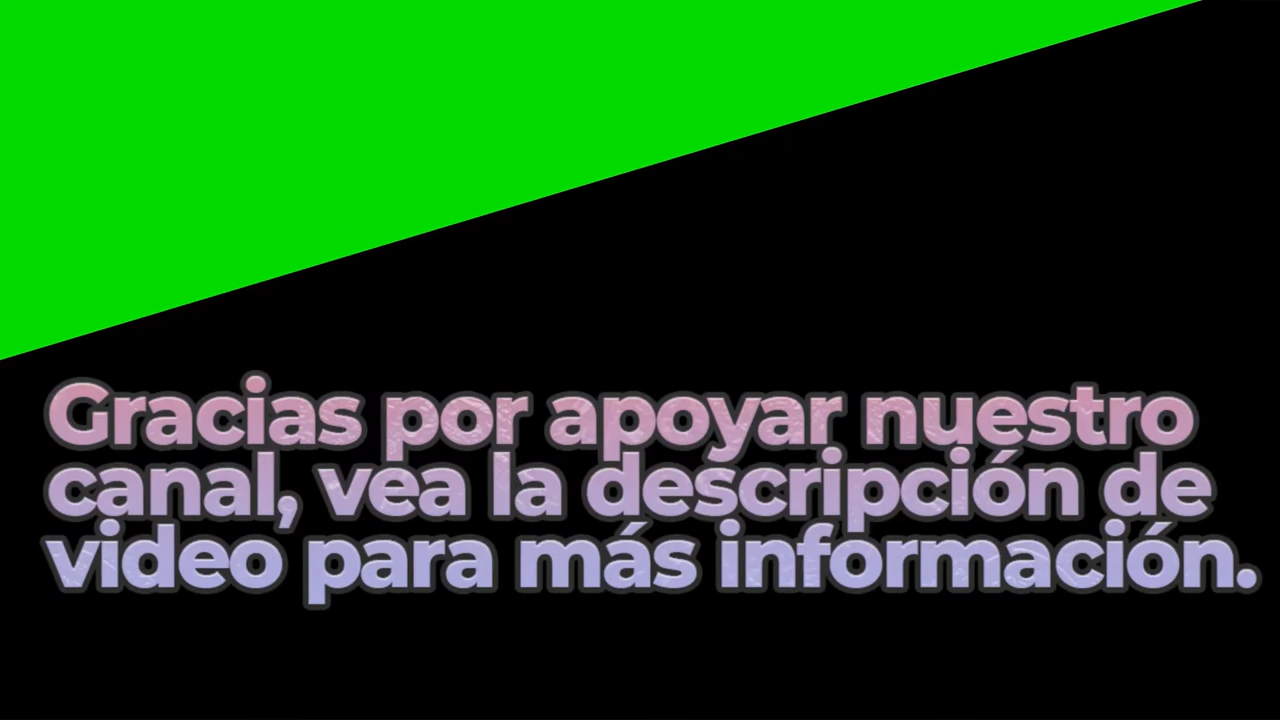 Gracias por apoyar nuestro
canal, vea la descripción de
video para más información.